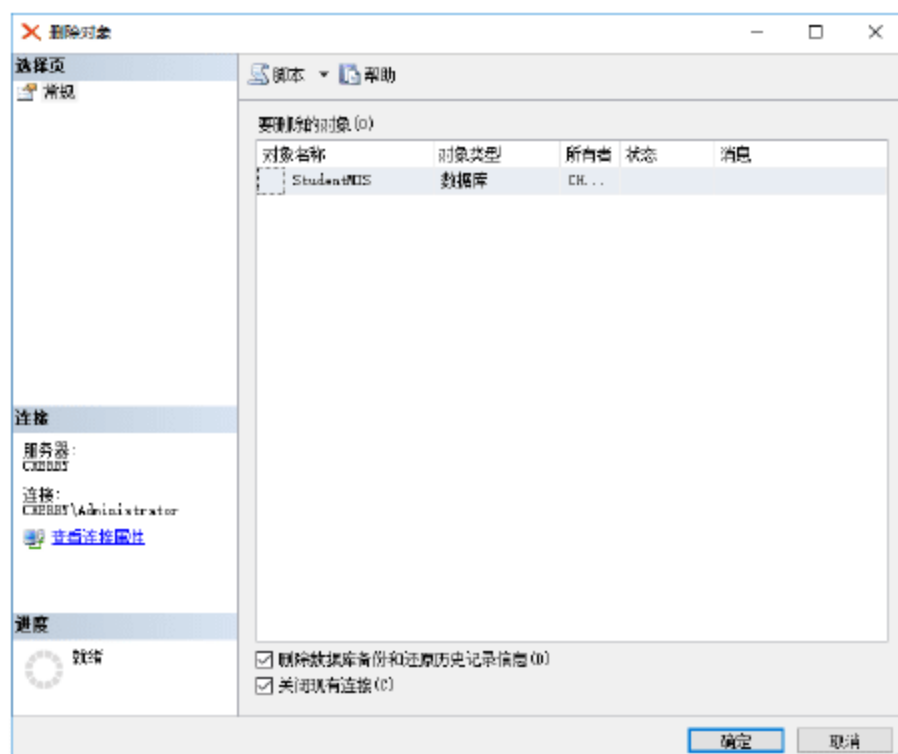 删除对象
选择页
常规
脚本 帮助
要删除的对象(O)
对象名称 对象类型 所有者 状态 消息
StudentMIS 数据库 CH...
连接
服务器:
连接:
\Administrator
查看连接属性
进度
就绪
删除数据库备份和还原历史记录信息(D)
关闭现有连接(C)
确定 取消